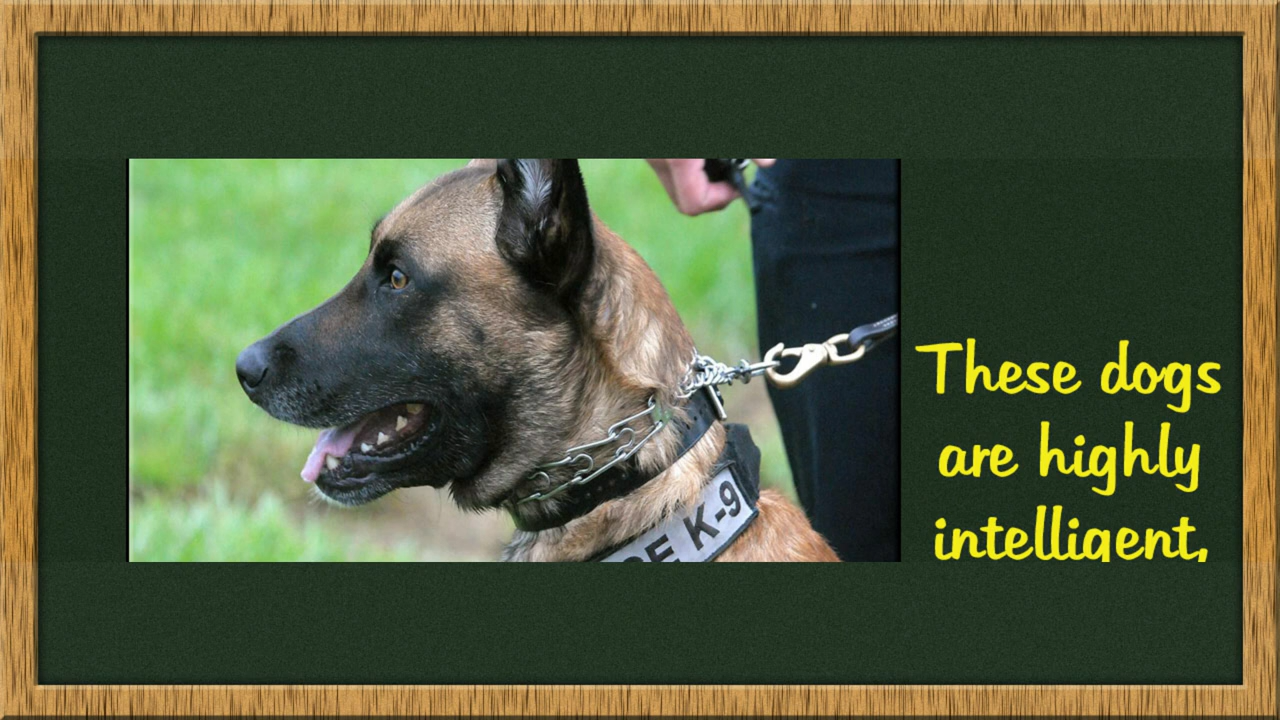 These dogs
are highly
intelligent,
K-9